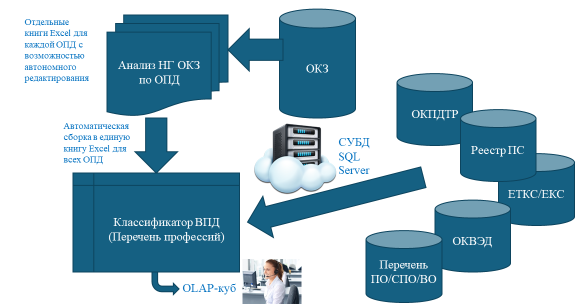 Отдельные
книги Excel для
каждой ОПД с
возможностью
автономного
редактирования
Анализ НГ ОКЗ
по ОПД
ОКЗ
Автоматическая
сборка в единую
книгу Excel для
всех ОПД
СУБД
SQL
Server
ОКПДТР
Реестр ПС
ЕТКС/ЕКС
ОКВЭД
Перечень
ПО/СПО/ВО
Классификатор ВПД
(Перечень профессий)
OLAP-куб